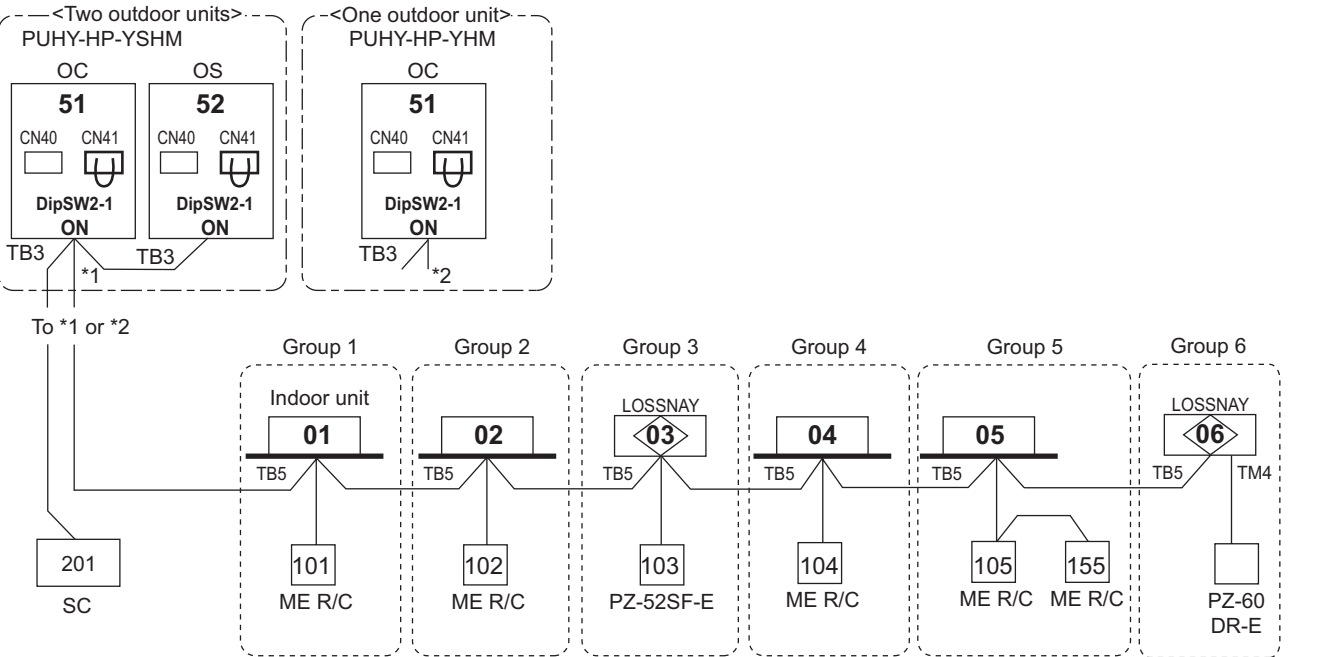 <Two outdoor units>
PUHY-HP-YSHM
OC
OS
51
52
CN40
CN41
CN40
CN41
DipSW2-1
ON
DipSW2-1
ON
TB3
TB3
*1
<One outdoor unit>
PUHY-HP-YHM
OC
51
CN40
CN41
DipSW2-1
ON
TB3
*2
To *1 or *2
Group 1
Group 2
Group 3
Group 4
Group 5
Group 6
Indoor unit
LOSSNAY
LOSSNAY
01
02
03
04
05
06
TB5
TB5
TB5
TB5
TB5
TB5
TM4
201
SC
101
ME R/C
102
ME R/C
103
PZ-52SF-E
104
ME R/C
105
ME R/C
155
ME R/C
PZ-60
DR-E